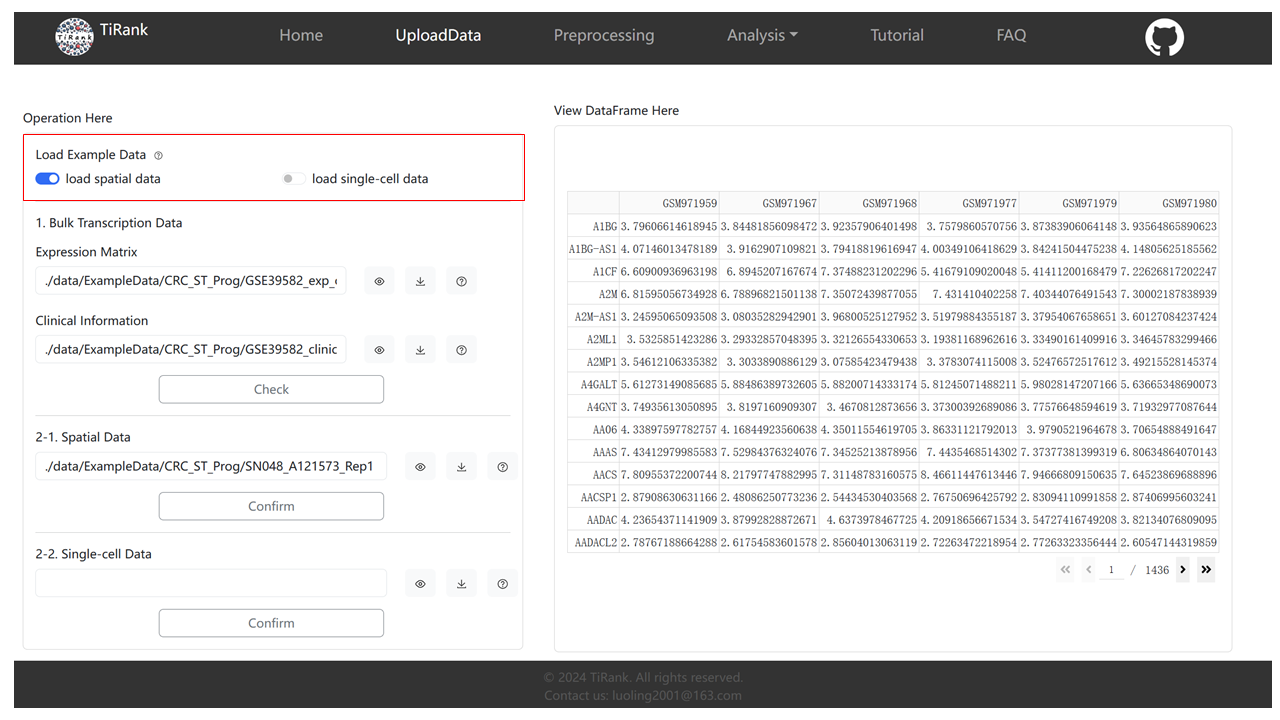 TiRank
TiRank
Home
UploadData
Preprocessing
Analysis
Tutorial
FAQ
Operation Here
Load Example Data
load spatial data
load single-cell data
1. Bulk Transcription Data
Expression Matrix
./data/ExampleData/CRC_ST_Prog/GSE39582_exp_
Clinical Information
./data/ExampleData/CRC_ST_Prog/GSE39582_clinic
Check
2-1. Spatial Data
./data/ExampleData/CRC_ST_Prog/SN048_A121573_Rep1
Confirm
2-2. Single-cell Data
Confirm
View DataFrame Here
GSM971959 GSM971967 GSM971968 GSM971977 GSM971979 GSM971980
A1BG 3.79606614618945 3.84481856098472 3.92357906401498 3.7579860570756 3.87383906064148 3.93564865890623
A1BG-AS1 4.07146013478189 3.9162907109821 3.79418819616947 4.00349106418629 3.84241504475238 4.14805625185562
A1CF 6.60900936963198 6.8945207167674 7.37488231202296 5.41679109020048 5.41411200168479 7.22626817202247
A2M 6.81595056734928 6.78896821501138 7.35072439877055 7.431410402258 7.40344076491543 7.30002187838939
A2M-AS1 3.24595065093508 3.08035282942901 3.96800525127952 3.51979884355187 3.37954067658651 3.60127084237424
A2ML1 3.5325851423286 3.29332857048395 3.32126554330653 3.19381168962616 3.33490161409916 3.34645783299466
A2MP1 3.54612106335382 3.3033890886129 3.07585423479438 3.3783074115008 3.52476572517612 3.49215528145374
A4GALT 5.61273149085685 5.88486389732605 5.88200714333174 5.81245071488211 5.98028147207166 5.63665348690073
A4GNT 3.74935613050895 3.8197160909307 3.4670812873656 3.37300392689086 3.77576648594619 3.71932977087644
AA06 4.33897597782757 4.16844923560638 4.35011554619705 3.86331121792013 3.9790521964678 3.70654888491647
AAAS 7.43412979985583 7.52984376324076 7.34525213878956 7.4435468514302 7.37377381399319 6.80634864070143
AACS 7.80955372200744 8.21797747882995 7.31148783160575 8.46611447613446 7.94666809150635 7.64523869688896
AACSP1 2.87908630631166 2.48086250773236 2.54434530403568 2.76750696425792 2.83094110991858 2.87406995603241
AADAC 4.23654371141909 3.87992828872671 4.6373978467725 4.20918656671534 3.54727416749208 3.82134076809095
AADACL2 2.78767188664288 2.61754583601578 2.85604013063119 2.72263472218954 2.77263323356444 2.60547144319859
1 / 1436
© 2024 TiRank. All rights reserved.
Contact us: luoling2001@163.com